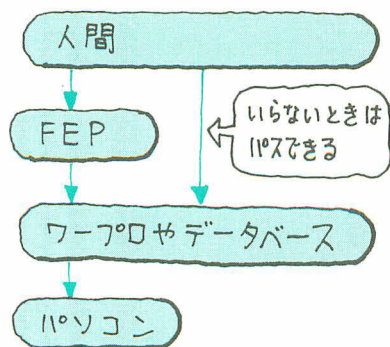 人間
FEP
いらないときは
パスできる
ワープロやデータベース
パソコン